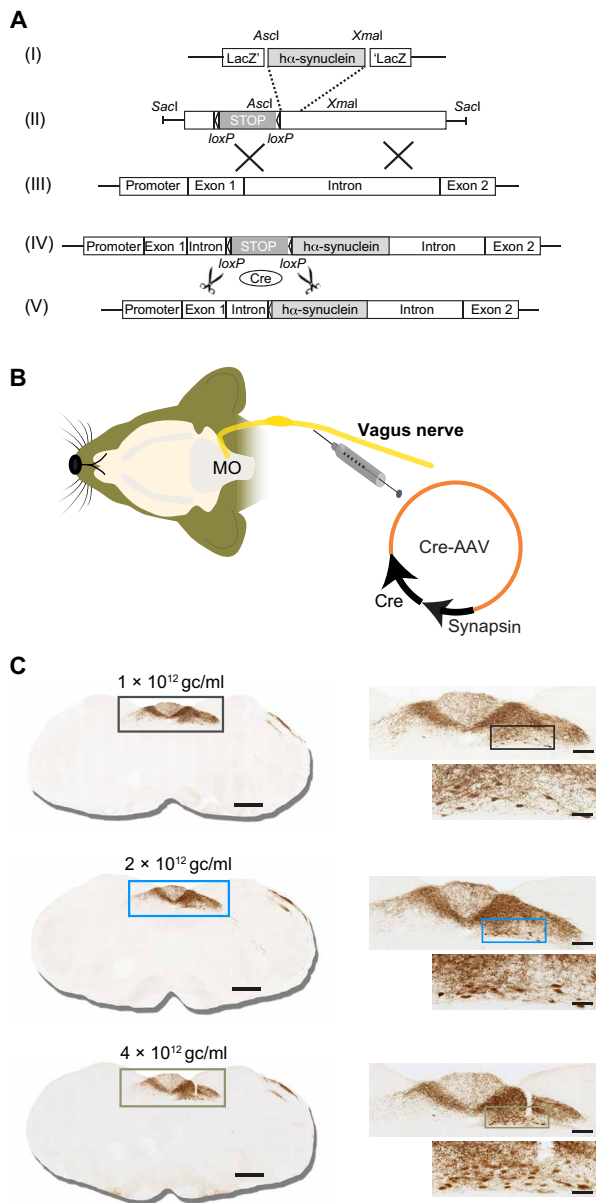 A
(I)
AscI
XmaI
LacZ'
hα-synuclein
'LacZ
(II)
SacI
AscI
XmaI
SacI
STOP
loxP
loxP
(III)
Promoter
Exon 1
Intron
Exon 2
(IV)
Promoter
Exon 1
Intron
STOP
hα-synuclein
Intron
Exon 2
loxP
loxP
Cre
(V)
Promoter
Exon 1
Intron
hα-synuclein
Intron
Exon 2
B
MO
Vagus nerve
Cre-AAV
Cre
Synapsin
C
1 × 10¹² gc/ml
2 × 10¹² gc/ml
4 × 10¹² gc/ml